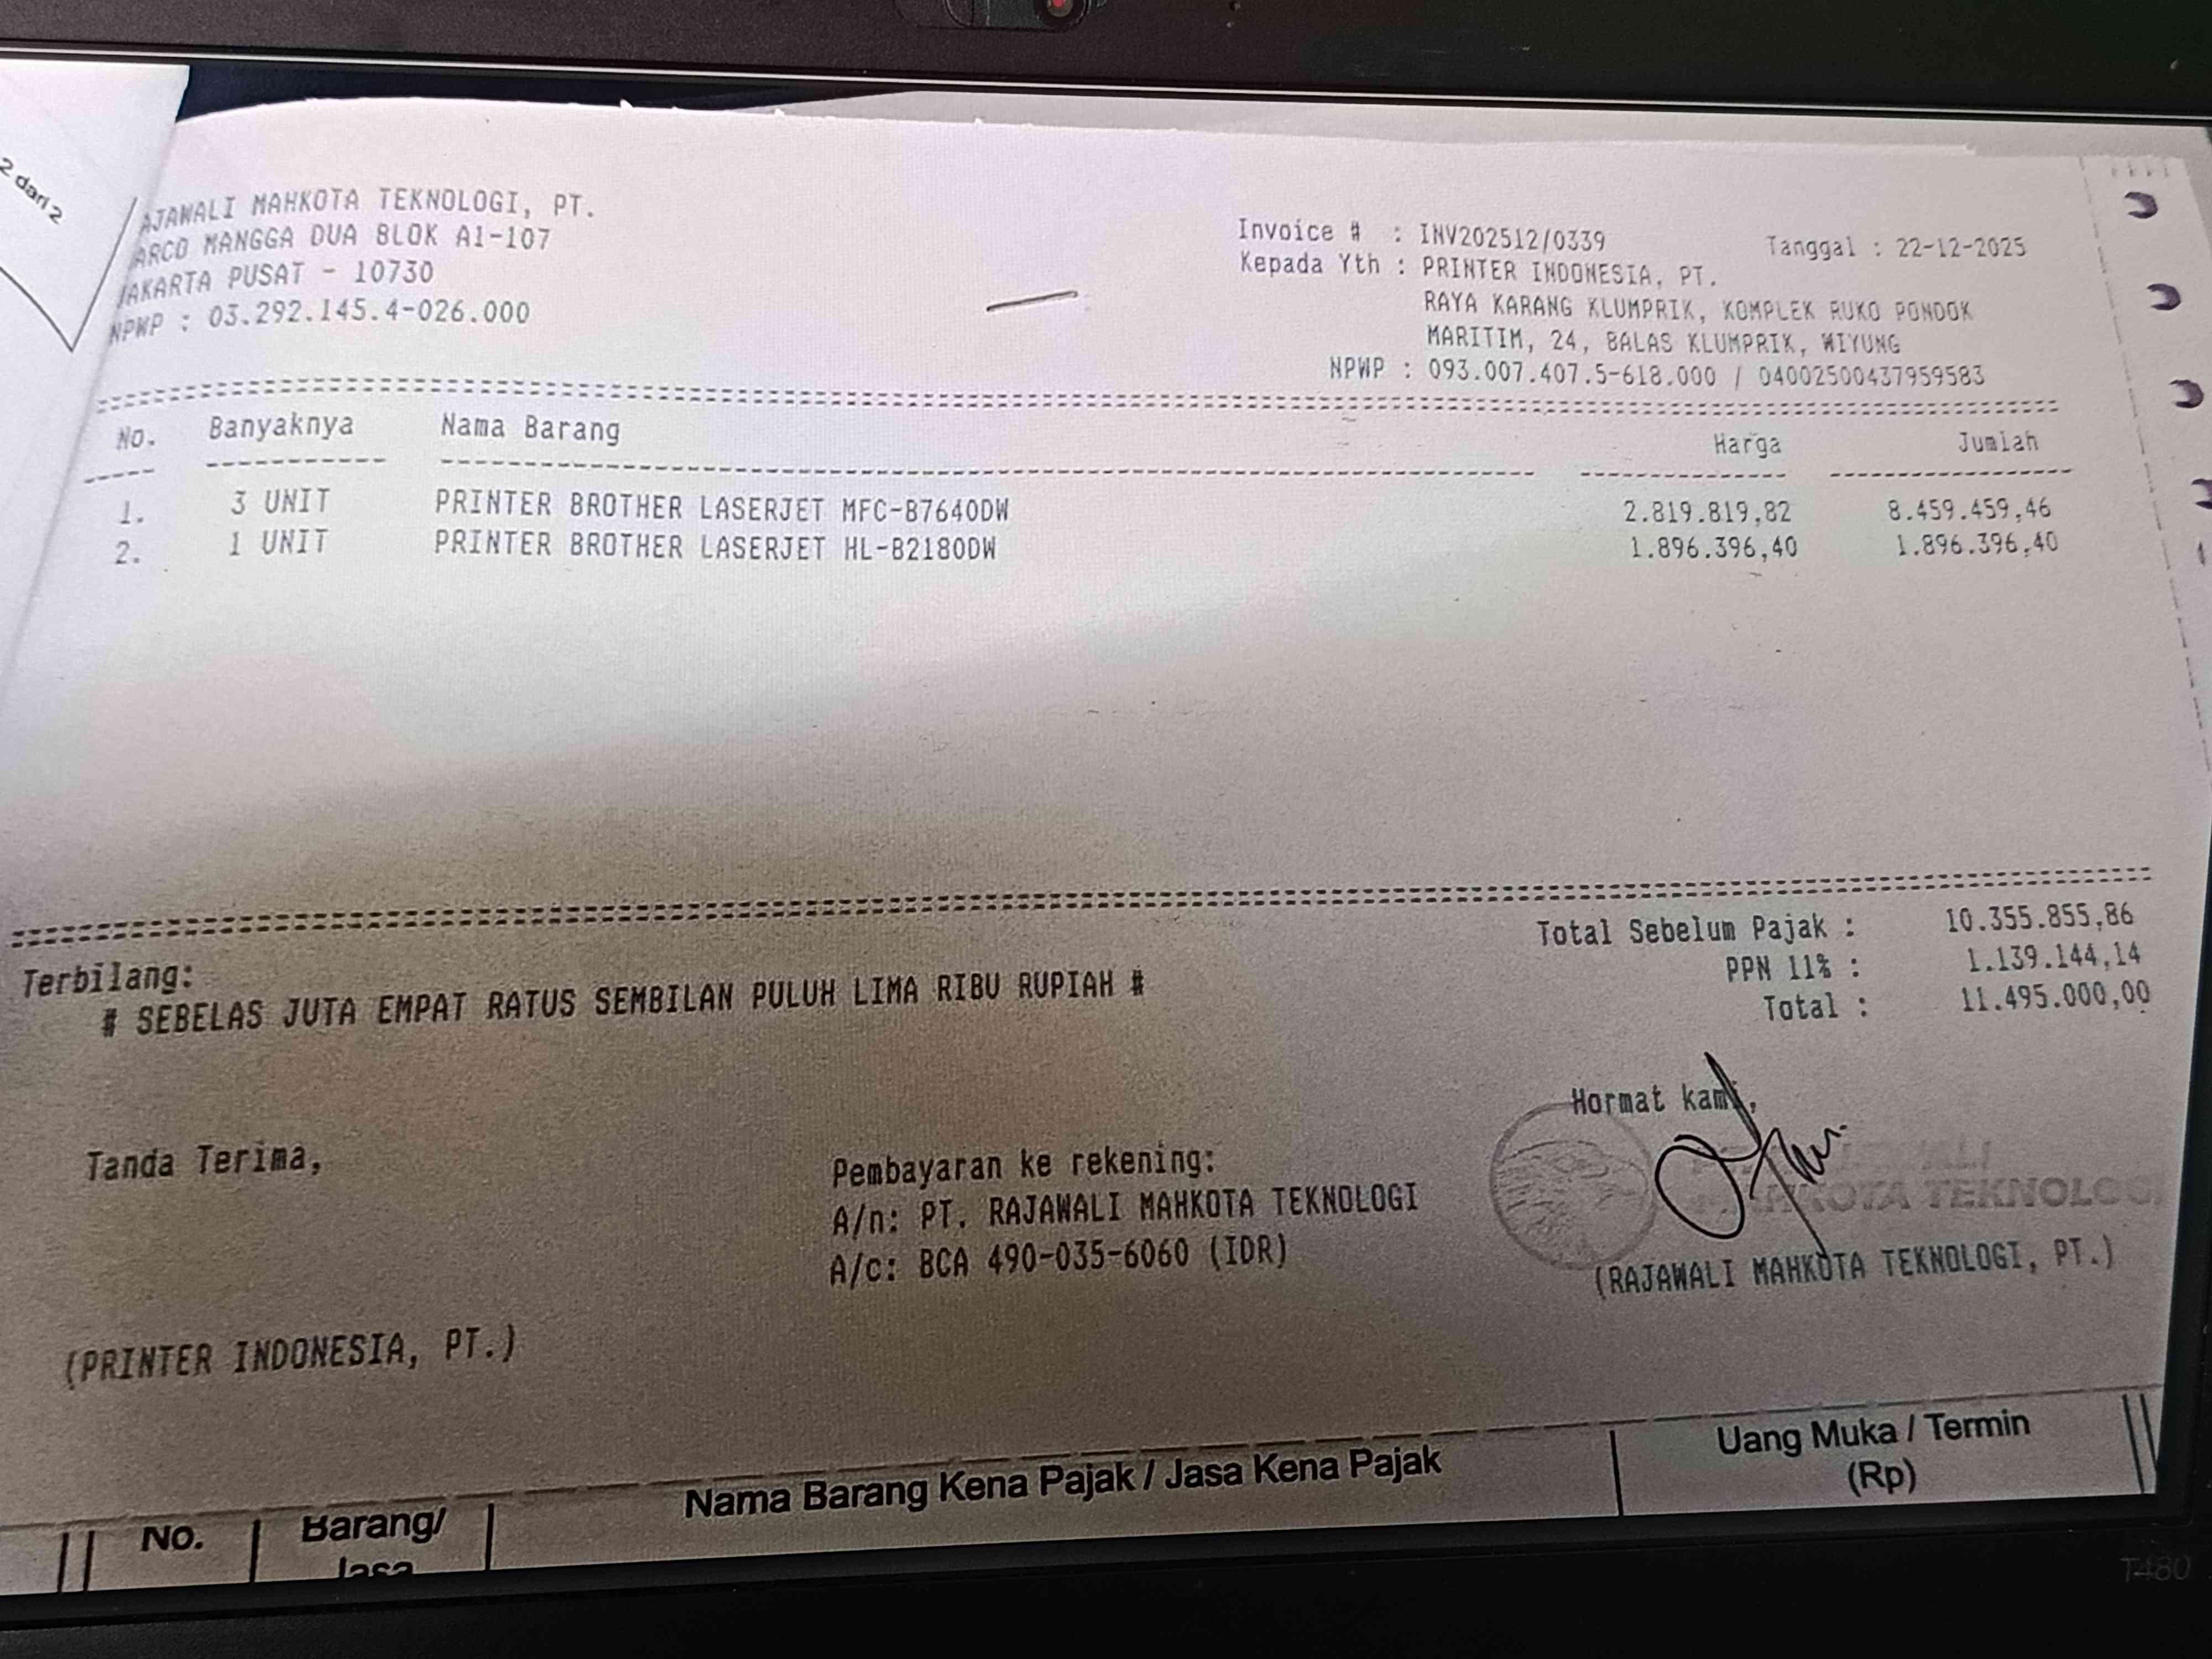 2 dari 2
AJAWALI MAHKOTA TEKNOLOGI, PT.
ARCO MANGGA DUA BLOK A1-107
JAKARTA PUSAT - 10730
NPWP : 03.292.145.4-026.000
Invoice # : INV202512/0339 Tanggal : 22-12-2025
Kepada Yth : PRINTER INDONESIA, PT.
RAYA KARANG KLUMPRIK, KOMPLEK RUKO PONDOK
MARITIM, 24, BALAS KLUMPRIK, WIYUNG
NPWP : 093.007.407.5-618.000 / 04002500437959583
No. Banyaknya Nama Barang Harga Jumlah
1. 3 UNIT PRINTER BROTHER LASERJET MFC-B7640DW 2.819.819,82 8.459.459,46
2. 1 UNIT PRINTER BROTHER LASERJET HL-B2180DW 1.896.396,40 1.896.396,40
Total Sebelum Pajak : 10.355.855,86
PPN 11% : 1.139.144,14
Total : 11.495.000,00
Terbilang:
# SEBELAS JUTA EMPAT RATUS SEMBILAN PULUH LIMA RIBU RUPIAH #
Tanda Terima,
(PRINTER INDONESIA, PT.)
Pembayaran ke rekening:
A/n: PT. RAJAWALI MAHKOTA TEKNOLOGI
A/c: BCA 490-035-6060 (IDR)
Hormat kami,
TEKNOLOGI
(RAJAWALI MAHKOTA TEKNOLOGI, PT.)
No. Barang/ Nama Barang Kena Pajak / Jasa Kena Pajak Uang Muka / Termin
Jasa (Rp)
T480